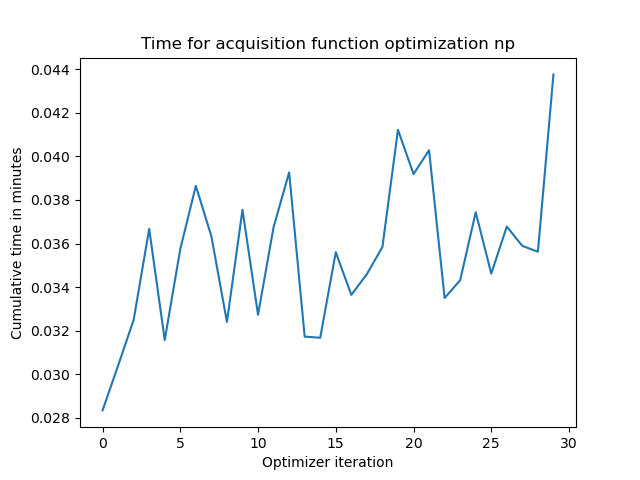 Time for acquisition function optimization np
0.044
0.042
0.040
0.038
0.036
0.034
0.032
0.030
0.028
Cumulative time in minutes
0 5 10 15 20 25 30
Optimizer iteration